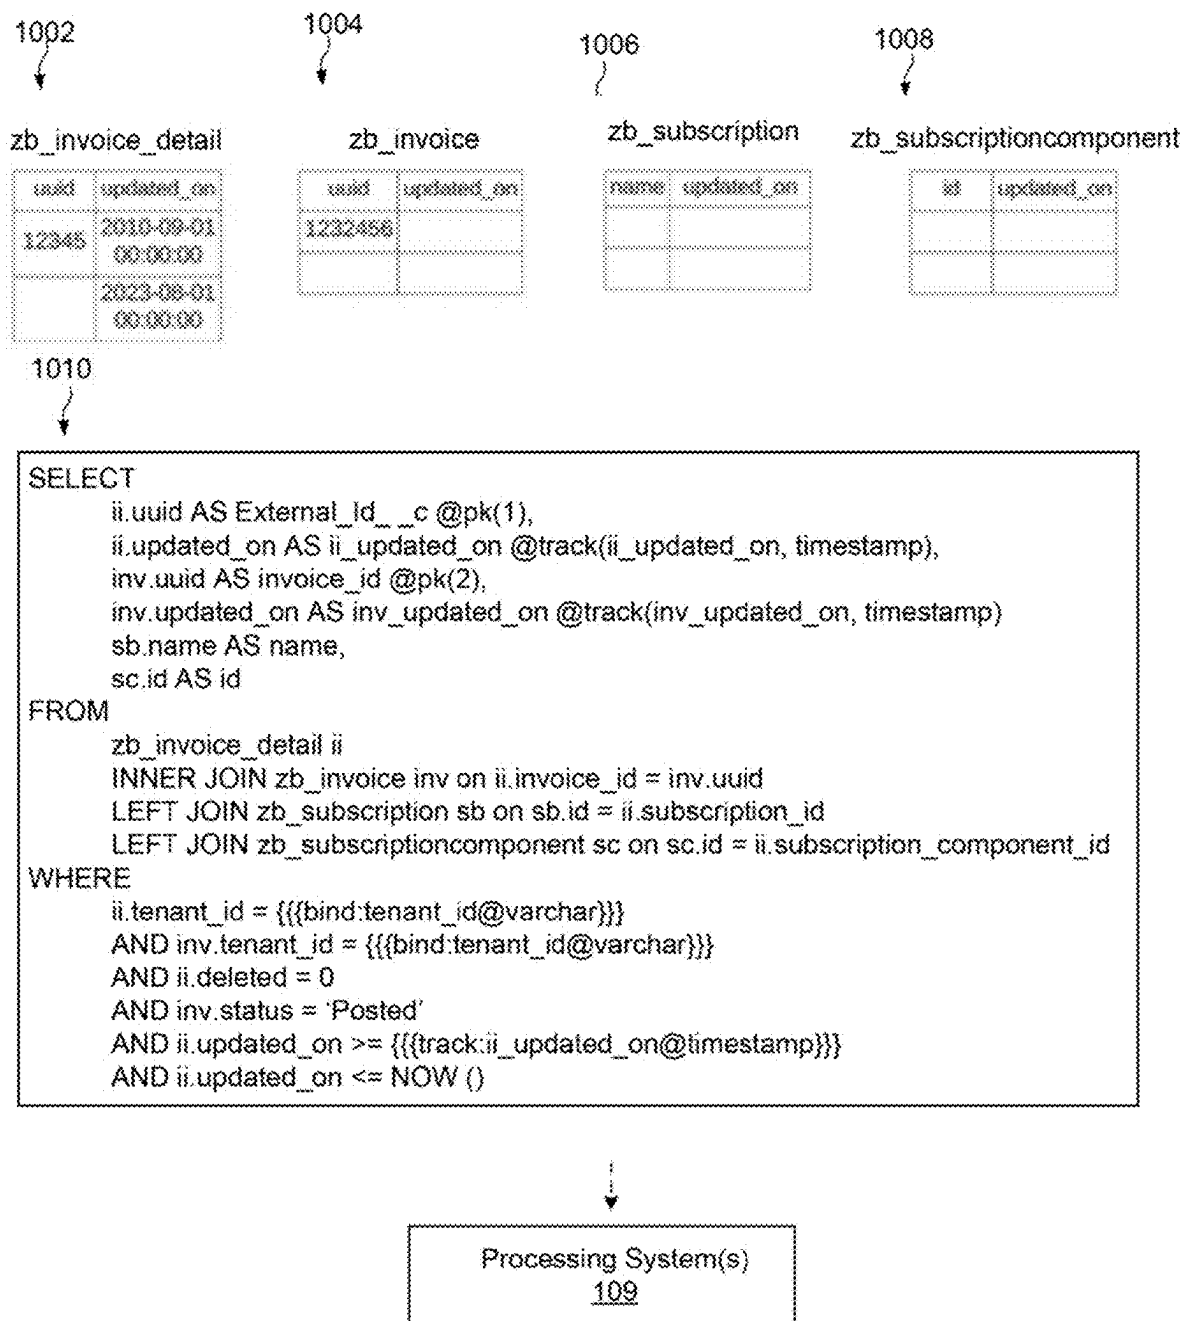 1002
1004
1006
1008
zb_invoice_detail
uuid updated_on
12345 2010-09-01
00:00:00
2023-08-01
00:00:00
zb_invoice
uuid updated_on
1232456
zb_subscription
name updated_on
zb_subscriptioncomponent
id updated_on
1010
SELECT
ii.uuid AS External_Id_ _c @pk(1),
ii.updated_on AS ii_updated_on @track(ii_updated_on, timestamp),
inv.uuid AS invoice_id @pk(2),
inv.updated_on AS inv_updated_on @track(inv_updated_on, timestamp)
sb.name AS name,
sc.id AS id
FROM
zb_invoice_detail ii
INNER JOIN zb_invoice inv on ii.invoice_id = inv.uuid
LEFT JOIN zb_subscription sb on sb.id = ii.subscription_id
LEFT JOIN zb_subscriptioncomponent sc on sc.id = ii.subscription_component_id
WHERE
ii.tenant_id = {{{bind:tenant_id@varchar}}}
AND inv.tenant_id = {{{bind:tenant_id@varchar}}}
AND ii.deleted = 0
AND inv.status = ‘Posted’
AND ii.updated_on >= {{{track:ii_updated_on@timestamp}}}
AND ii.updated_on <= NOW ()
Processing System(s)
109